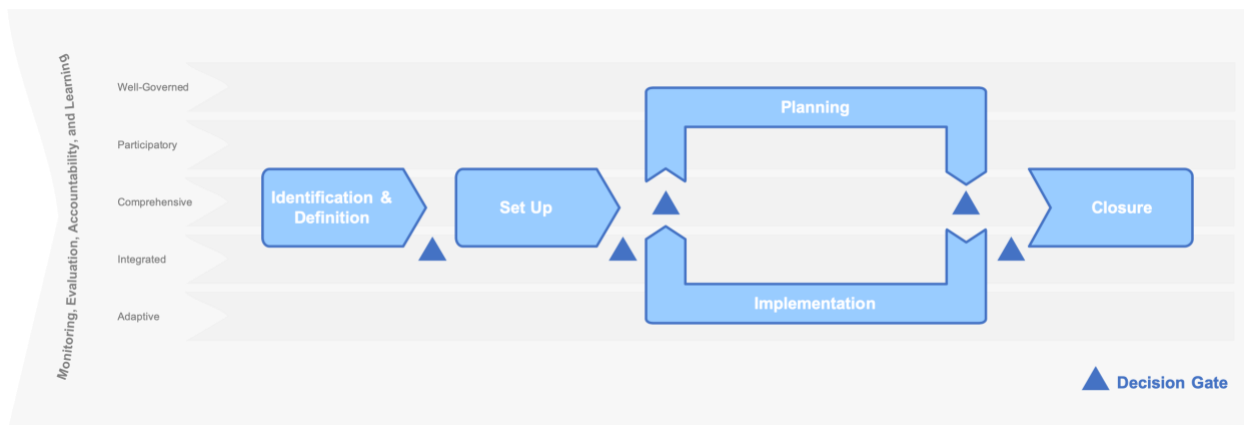 Monitoring, Evaluation, Accountability, and Learning
Well-Governed
Participatory
Comprehensive
Integrated
Adaptive
Identification &
Definition
Set Up
Planning
Implementation
Closure
Decision Gate